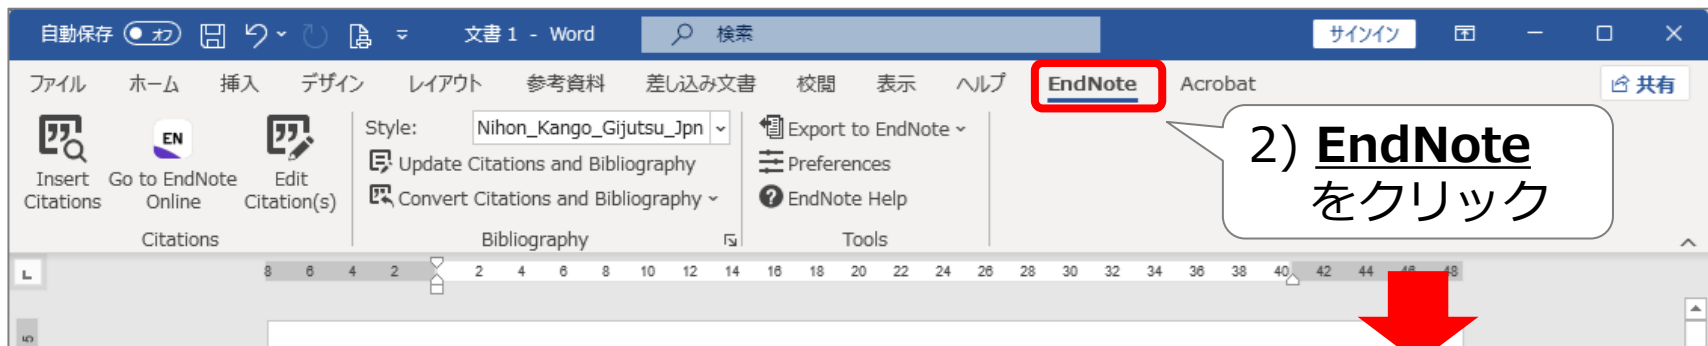 自動保存 オフ 文書 1 - Word 検索 サインイン
ファイル ホーム 挿入 デザイン レイアウト 参考資料 差し込み文書 校閲 表示 ヘルプ EndNote Acrobat 共有
Insert Citations
EN
Go to EndNote Online
Edit Citation(s)
Citations
Style: Nihon_Kango_Gijutsu_Jpn
Update Citations and Bibliography
Convert Citations and Bibliography
Bibliography
Export to EndNote
Preferences
EndNote Help
Tools
2) EndNote
をクリック
L 8 6 4 2 2 4 6 8 10 12 14 16 18 20 22 24 26 28 30 32 34 36 38 40 42 44 46 48
5